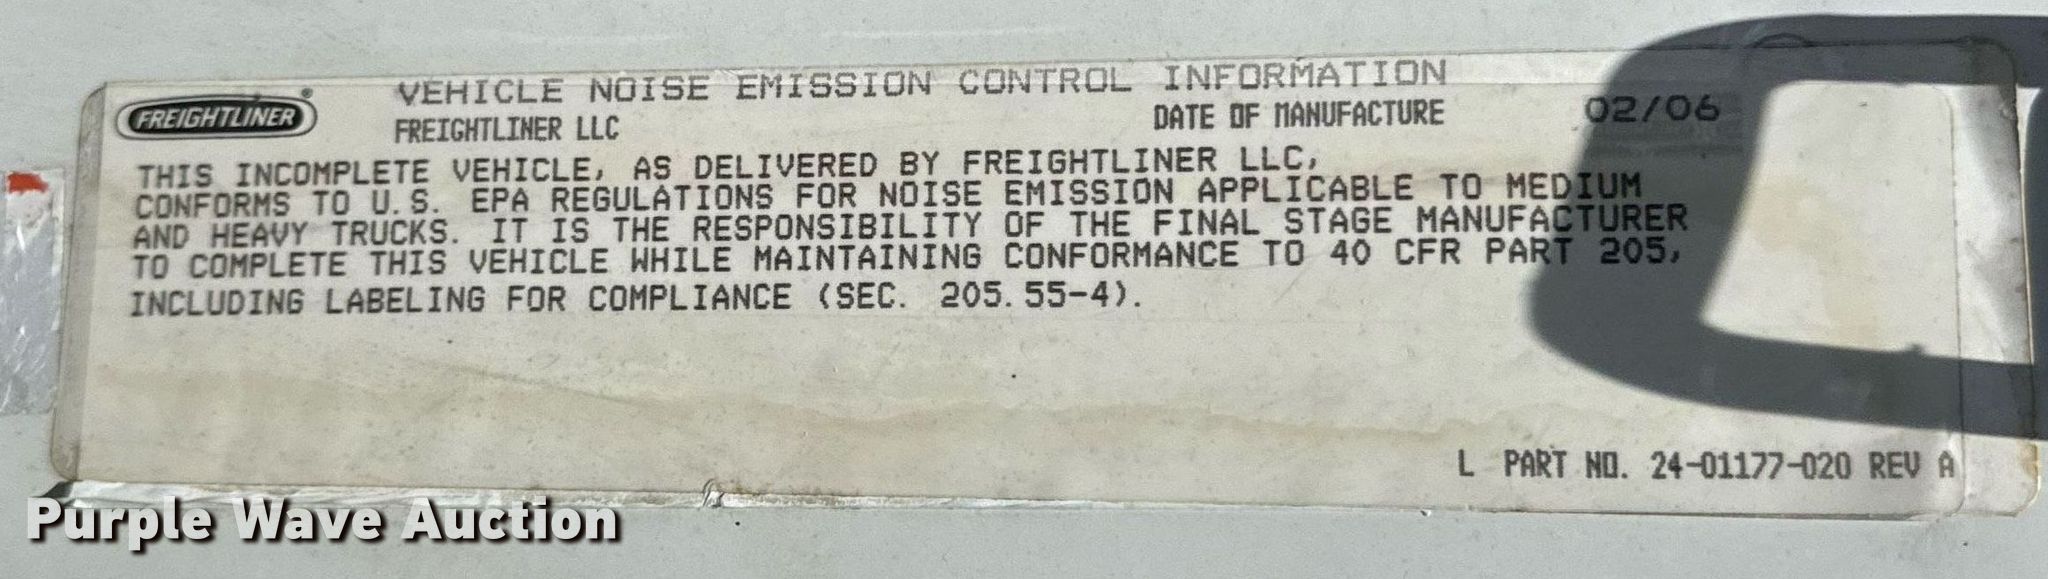 FREIGHTLINER®
VEHICLE NOISE EMISSION CONTROL INFORMATION
FREIGHTLINER LLC DATE OF MANUFACTURE 02/06
THIS INCOMPLETE VEHICLE, AS DELIVERED BY FREIGHTLINER LLC,
CONFORMS TO U.S. EPA REGULATIONS FOR NOISE EMISSION APPLICABLE TO MEDIUM
AND HEAVY TRUCKS. IT IS THE RESPONSIBILITY OF THE FINAL STAGE MANUFACTURER
TO COMPLETE THIS VEHICLE WHILE MAINTAINING CONFORMANCE TO 40 CFR PART 205,
INCLUDING LABELING FOR COMPLIANCE (SEC. 205.55-4).
L PART NO. 24-01177-020 REV A
Purple Wave Auction